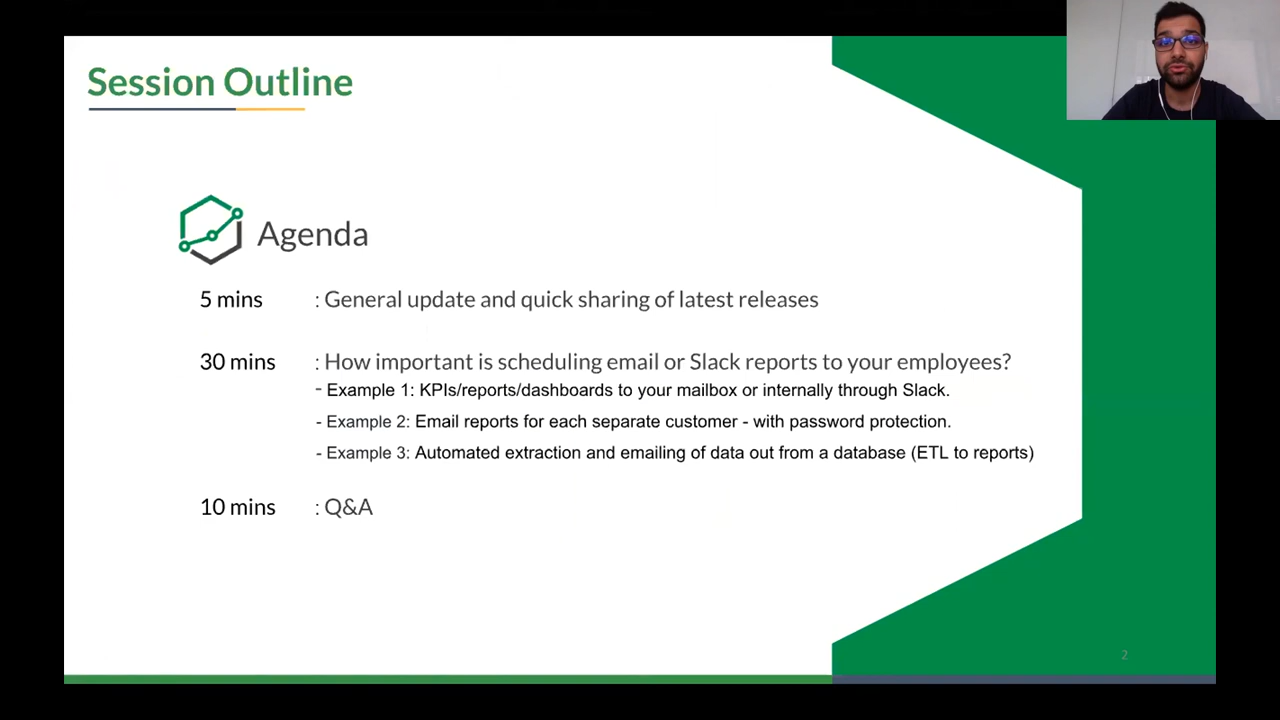 Session Outline
Agenda
5 mins : General update and quick sharing of latest releases
30 mins : How important is scheduling email or Slack reports to your employees?
- Example 1: KPIs/reports/dashboards to your mailbox or internally through Slack.
- Example 2: Email reports for each separate customer - with password protection.
- Example 3: Automated extraction and emailing of data out from a database (ETL to reports)
10 mins : Q&A
2